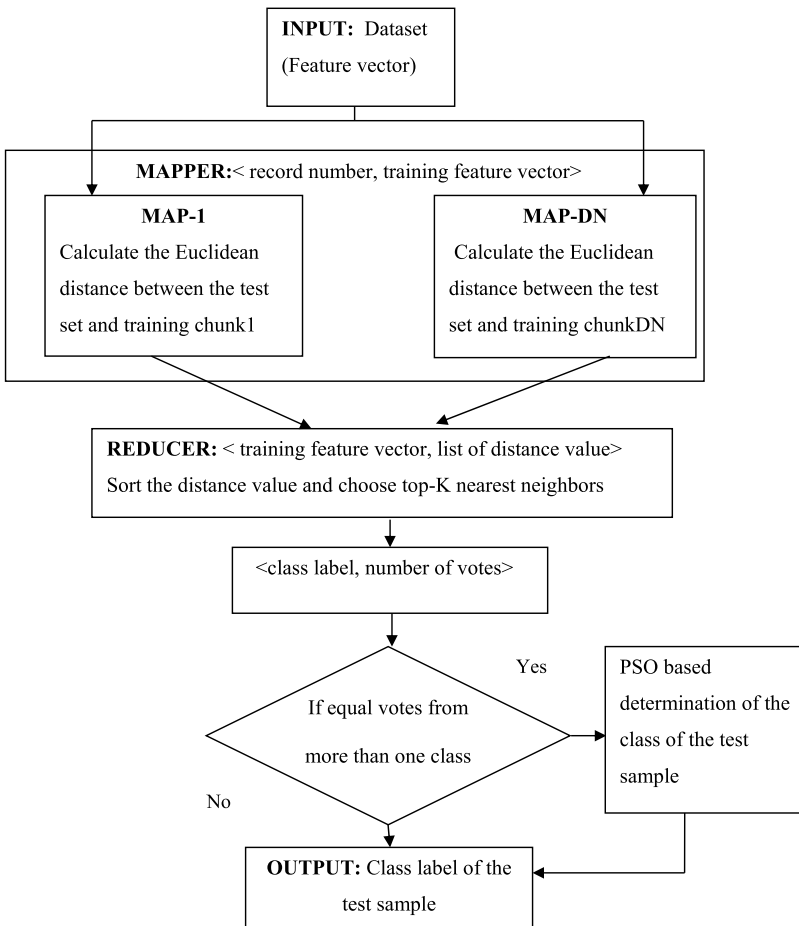 INPUT: Dataset
(Feature vector)
MAPPER:< record number, training feature vector>
MAP-1
Calculate the Euclidean
distance between the test
set and training chunk1
MAP-DN
Calculate the Euclidean
distance between the test
set and training chunkDN
REDUCER: < training feature vector, list of distance value>
Sort the distance value and choose top-K nearest neighbors
<class label, number of votes>
If equal votes from
more than one class
Yes
PSO based
determination of the
class of the test
sample
No
OUTPUT: Class label of the
test sample